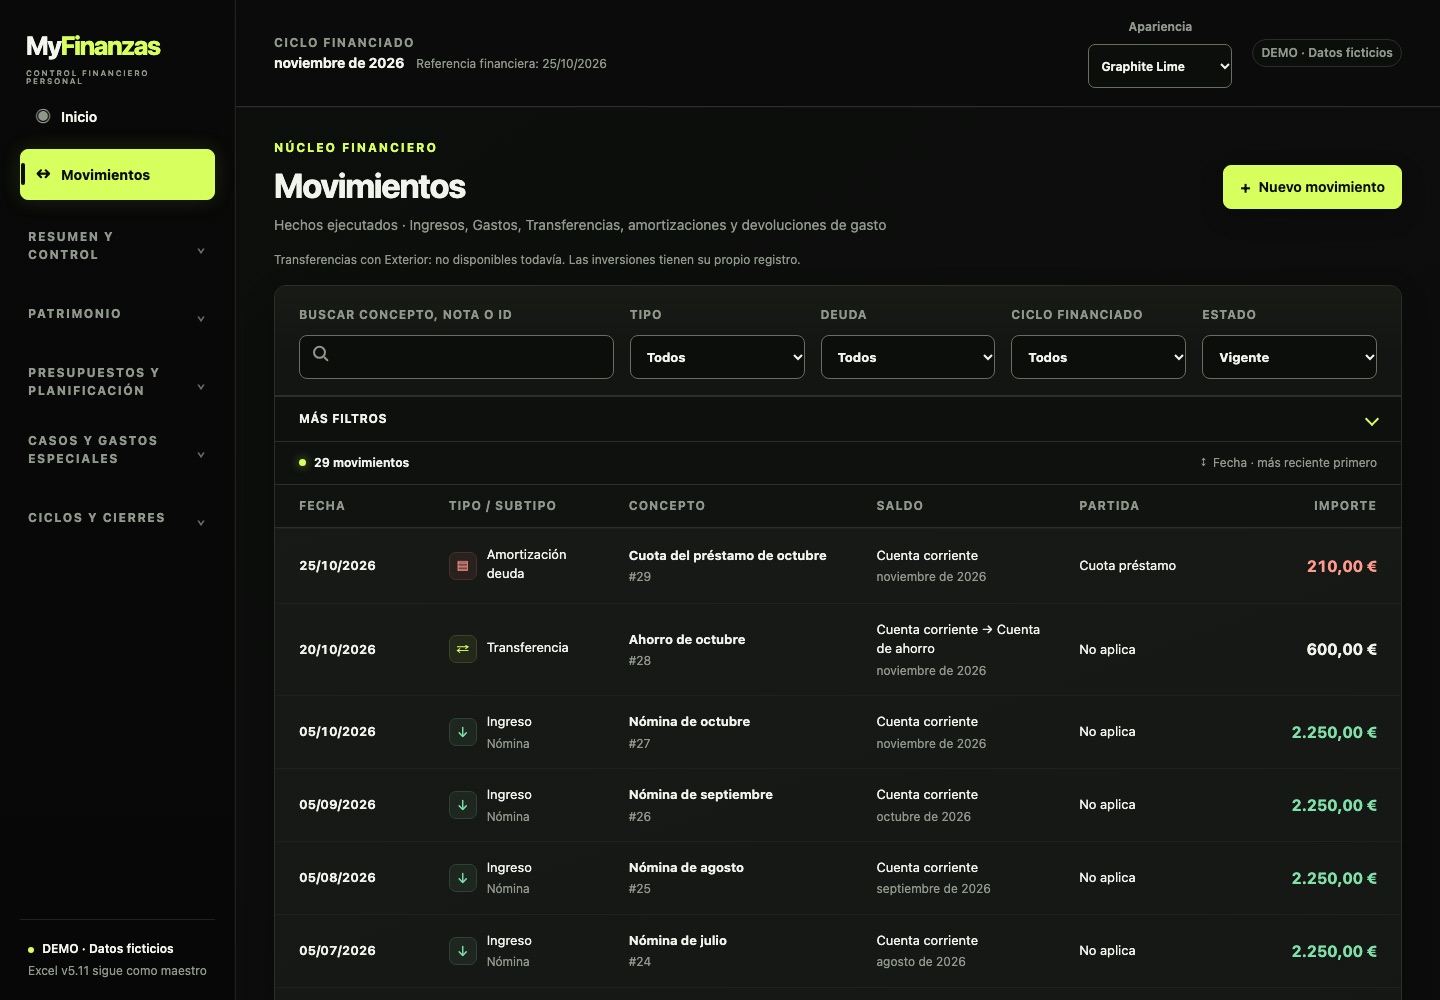 MyFinanzas
CONTROL FINANCIERO
PERSONAL
Inicio
Movimientos
RESUMEN Y
CONTROL
PATRIMONIO
PRESUPUESTOS Y
PLANIFICACIÓN
CASOS Y GASTOS
ESPECIALES
CICLOS Y CIERRES
DEMO · Datos ficticios
Excel v5.11 sigue como maestro
CICLO FINANCIADO
noviembre de 2026 Referencia financiera: 25/10/2026
Apariencia
Graphite Lime
DEMO · Datos ficticios
NÚCLEO FINANCIERO
Movimientos
+ Nuevo movimiento
Hechos ejecutados · Ingresos, Gastos, Transferencias, amortizaciones y devoluciones de gasto
Transferencias con Exterior: no disponibles todavía. Las inversiones tienen su propio registro.
BUSCAR CONCEPTO, NOTA O ID TIPO DEUDA CICLO FINANCIADO ESTADO
Todos Todos Todos Vigente
MÁS FILTROS
29 movimientos ↕ Fecha · más reciente primero
FECHA TIPO / SUBTIPO CONCEPTO SALDO PARTIDA IMPORTE
25/10/2026 Amortización deuda Cuota del préstamo de octubre #29 Cuenta corriente noviembre de 2026 Cuota préstamo 210,00 €
20/10/2026 Transferencia Ahorro de octubre #28 Cuenta corriente → Cuenta de ahorro noviembre de 2026 No aplica 600,00 €
05/10/2026 Ingreso Nómina Nómina de octubre #27 Cuenta corriente noviembre de 2026 No aplica 2.250,00 €
05/09/2026 Ingreso Nómina Nómina de septiembre #26 Cuenta corriente octubre de 2026 No aplica 2.250,00 €
05/08/2026 Ingreso Nómina Nómina de agosto #25 Cuenta corriente septiembre de 2026 No aplica 2.250,00 €
05/07/2026 Ingreso Nómina Nómina de julio #24 Cuenta corriente agosto de 2026 No aplica 2.250,00 €